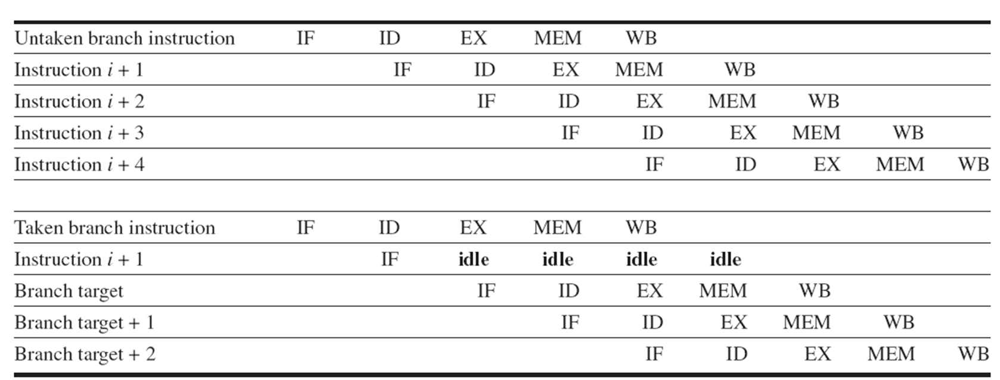 Untaken branch instruction IF ID EX MEM WB
Instruction i + 1 IF ID EX MEM WB
Instruction i + 2 IF ID EX MEM WB
Instruction i + 3 IF ID EX MEM WB
Instruction i + 4 IF ID EX MEM WB
Taken branch instruction IF ID EX MEM WB
Instruction i + 1 IF idle idle idle idle
Branch target IF ID EX MEM WB
Branch target + 1 IF ID EX MEM WB
Branch target + 2 IF ID EX MEM WB